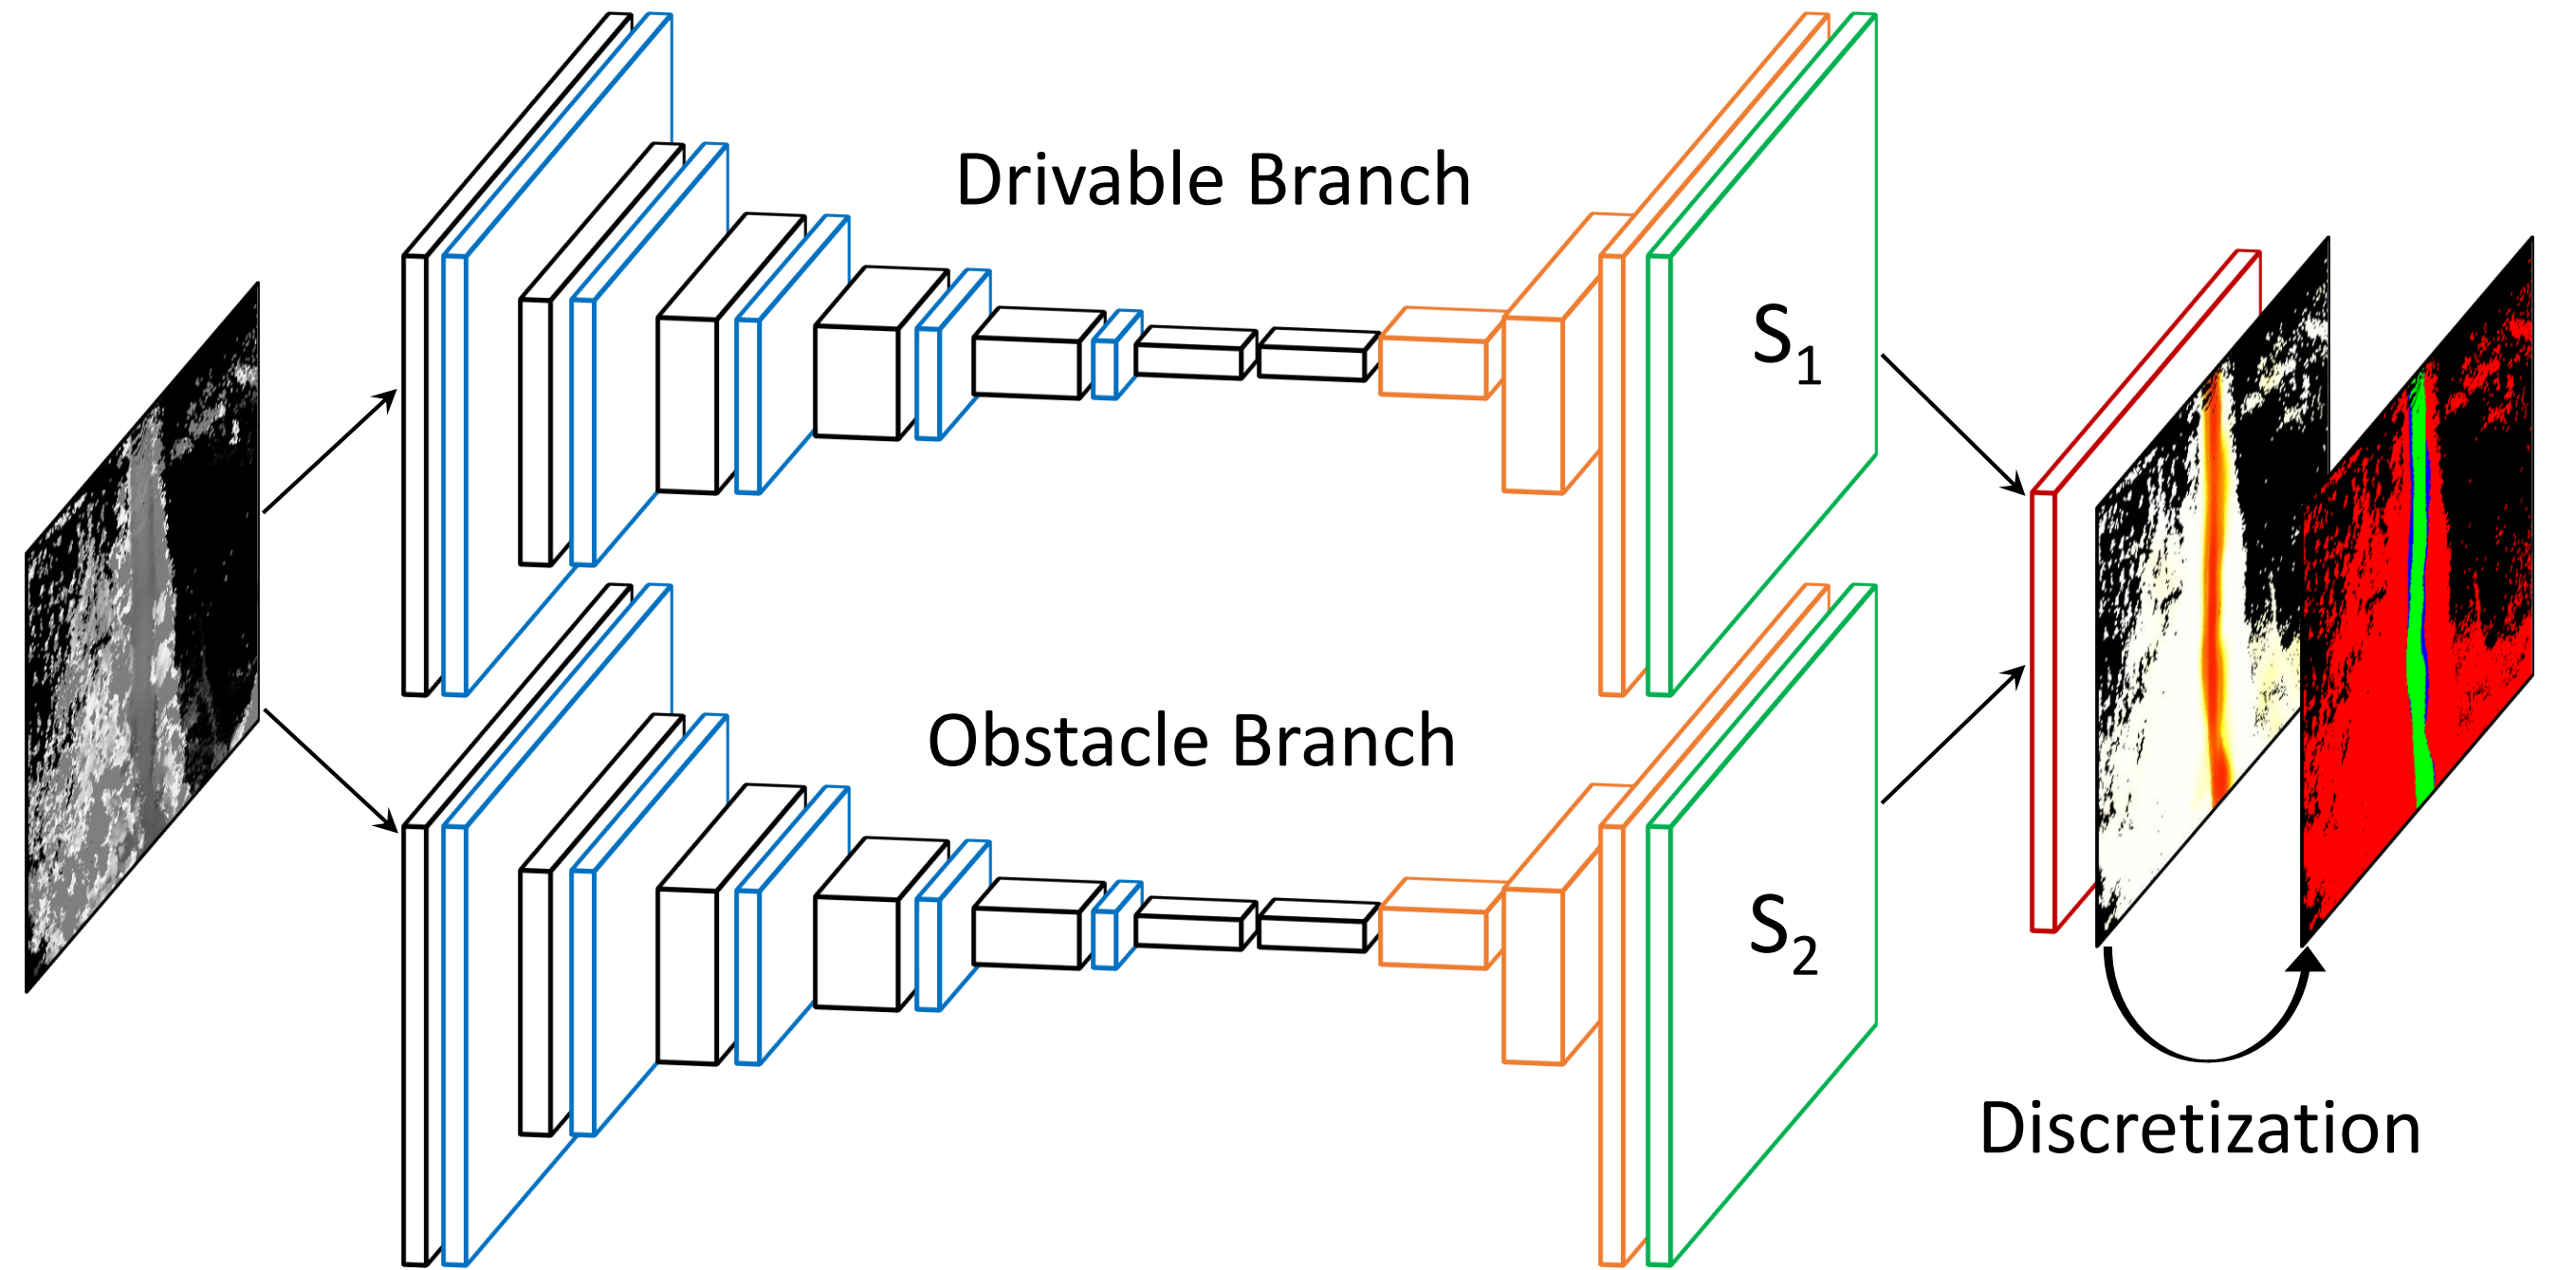 Drivable Branch
S1
Obstacle Branch
S2
Discretization